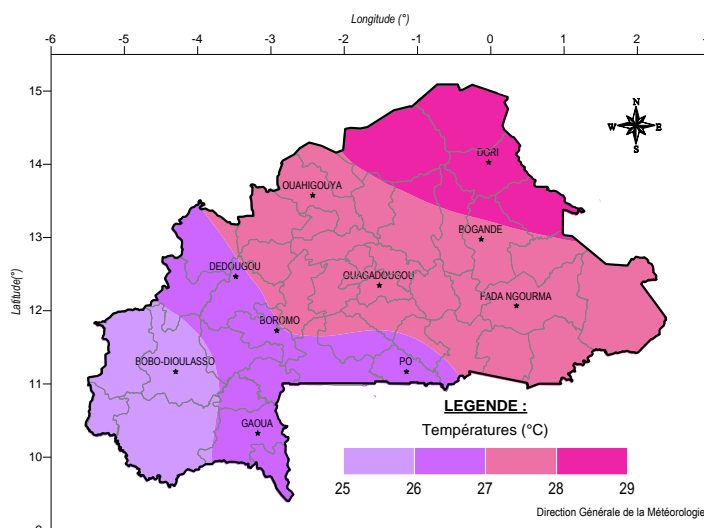 Longitude (°)
-6 -5 -4 -3 -2 -1 0 1 2
15
14
13
12
11
10
Latitude(°)
N
W E
S
DORI
OUAHIGOUYA
BOGANDE
DEDOUGOU
OUAGADOUGOU
FADA NGOURMA
BOROMO
BOBO-DIOULASSO
PO
GAOUA
LEGENDE :
Températures (°C)
25 26 27 28 29
Direction Générale de la Météorologie